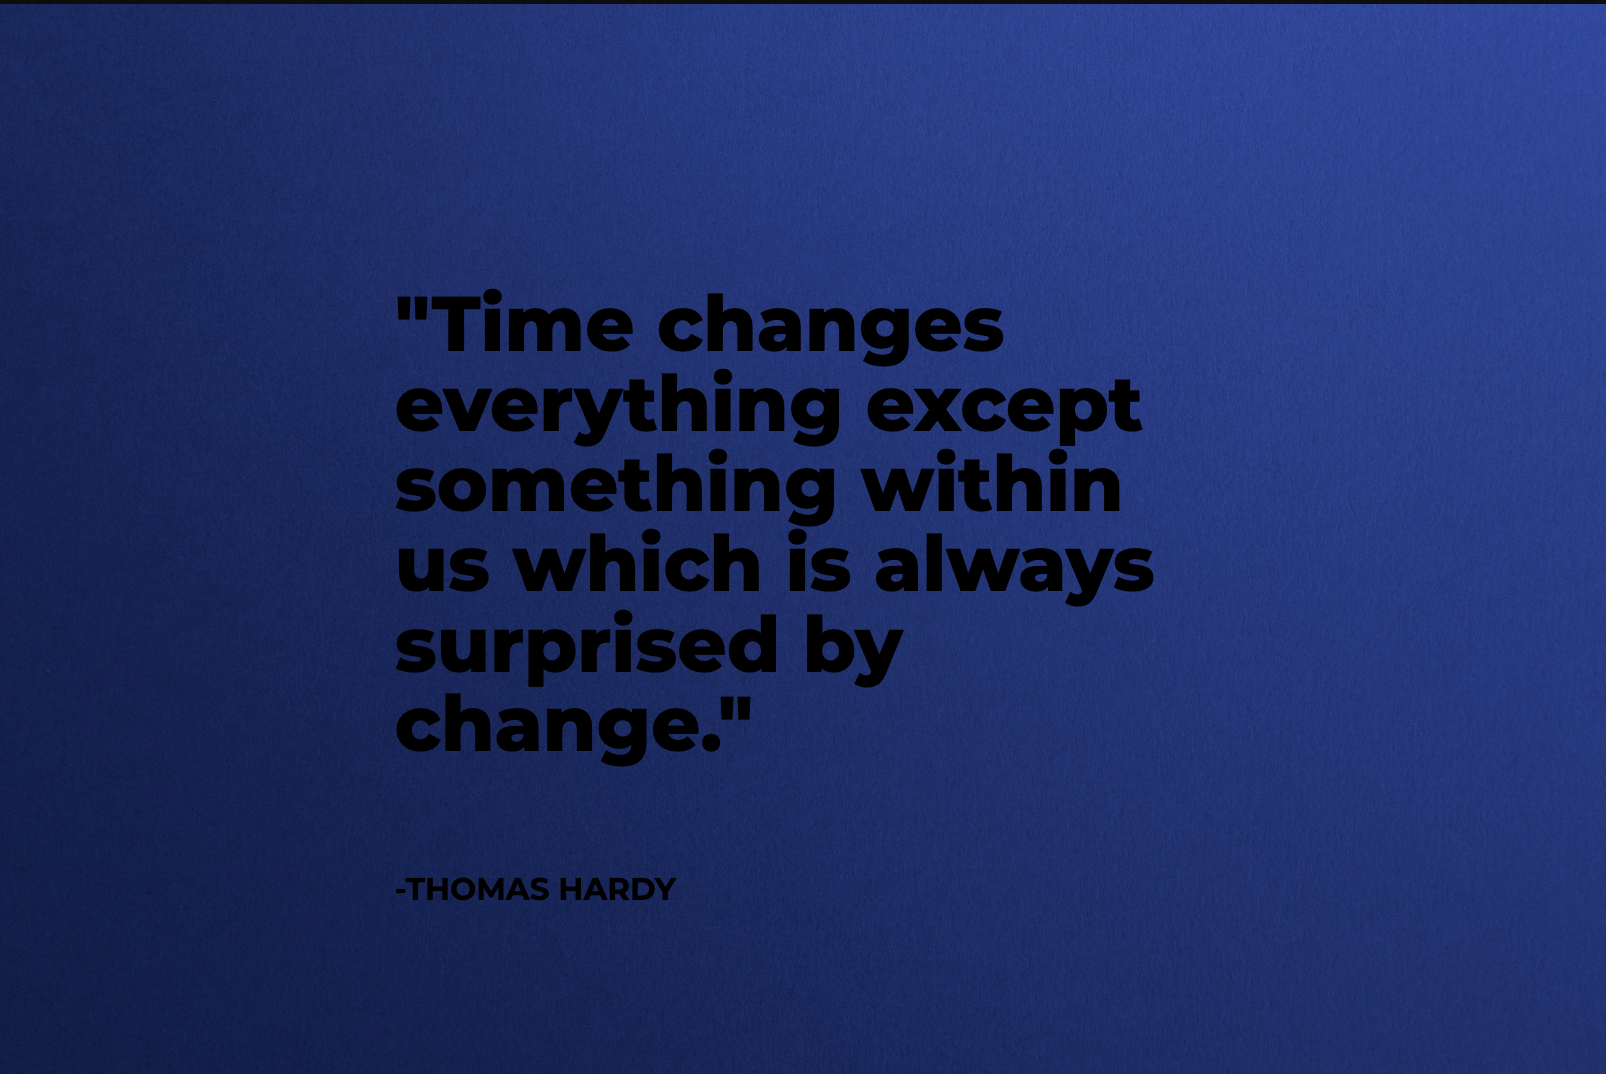 "Time changes
everything except
something within
us which is always
surprised by
change."
-THOMAS HARDY